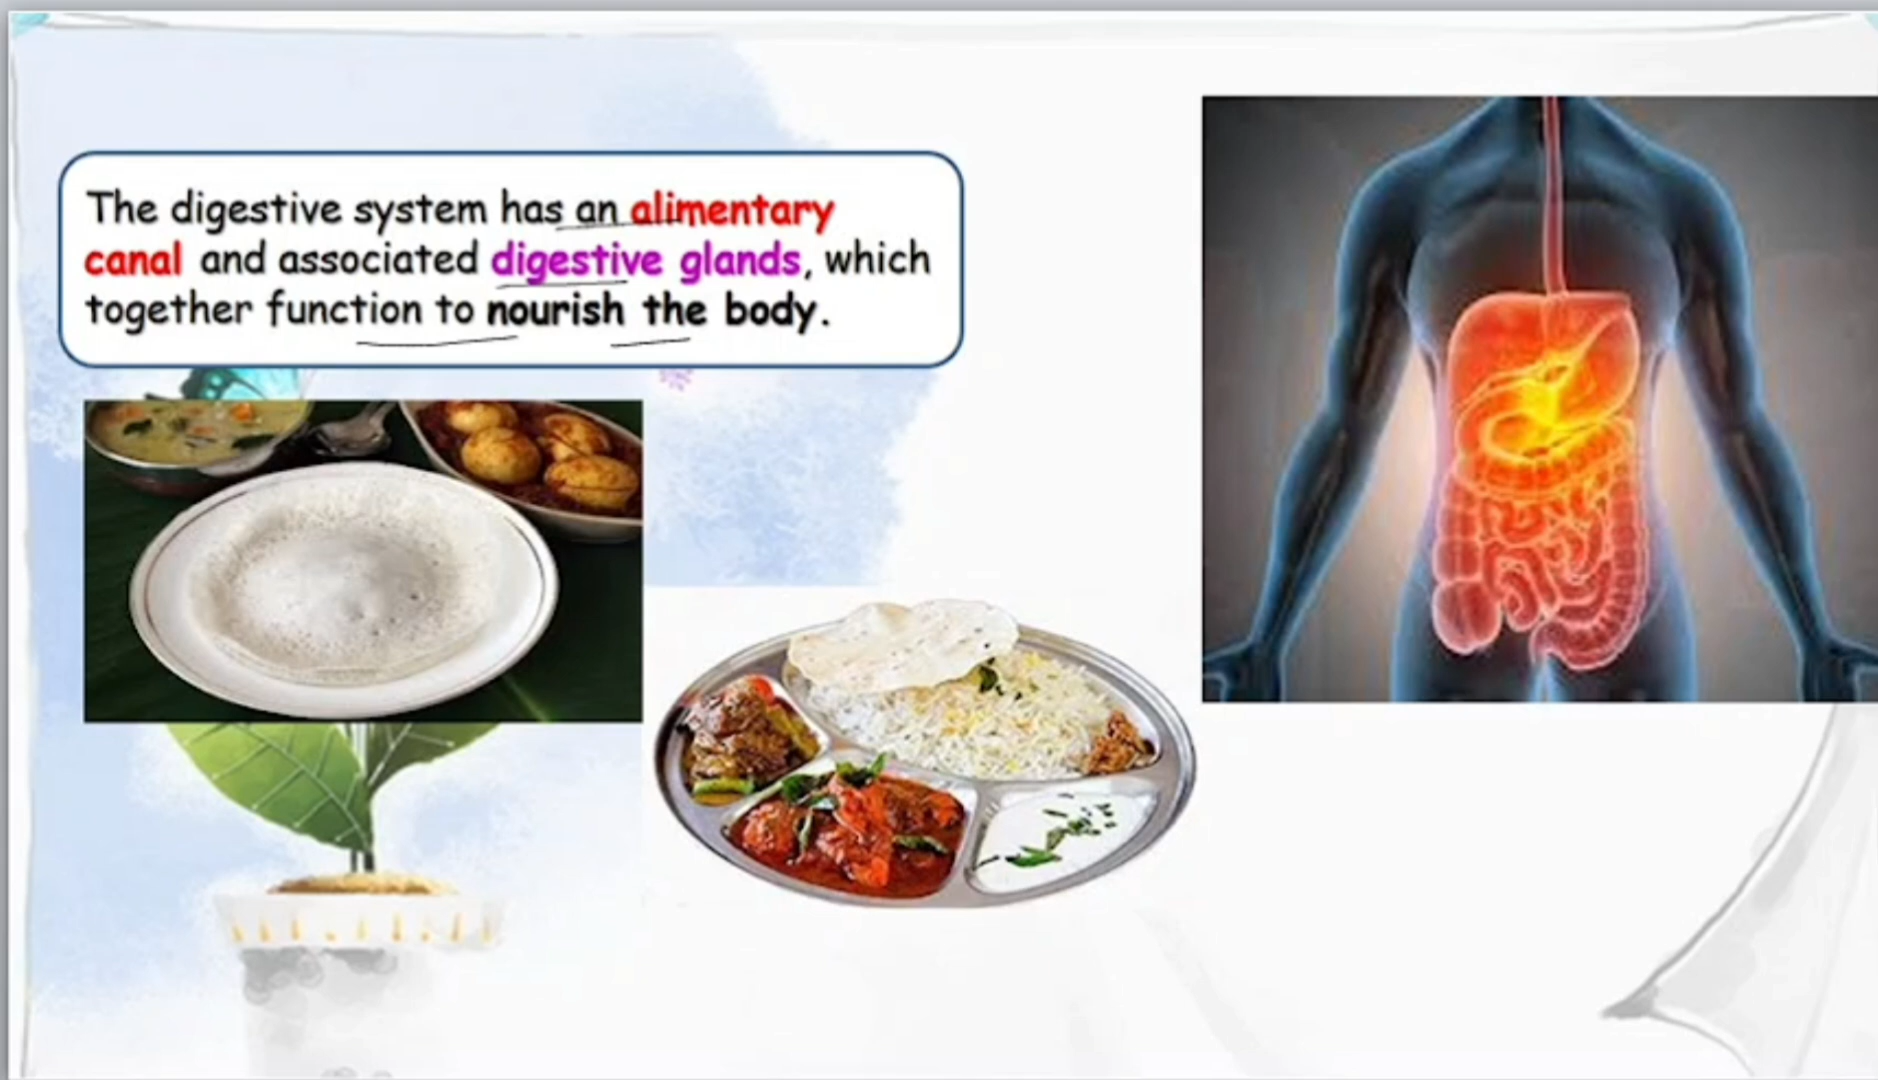 The digestive system has an alimentary
canal and associated digestive glands, which
together function to nourish the body.